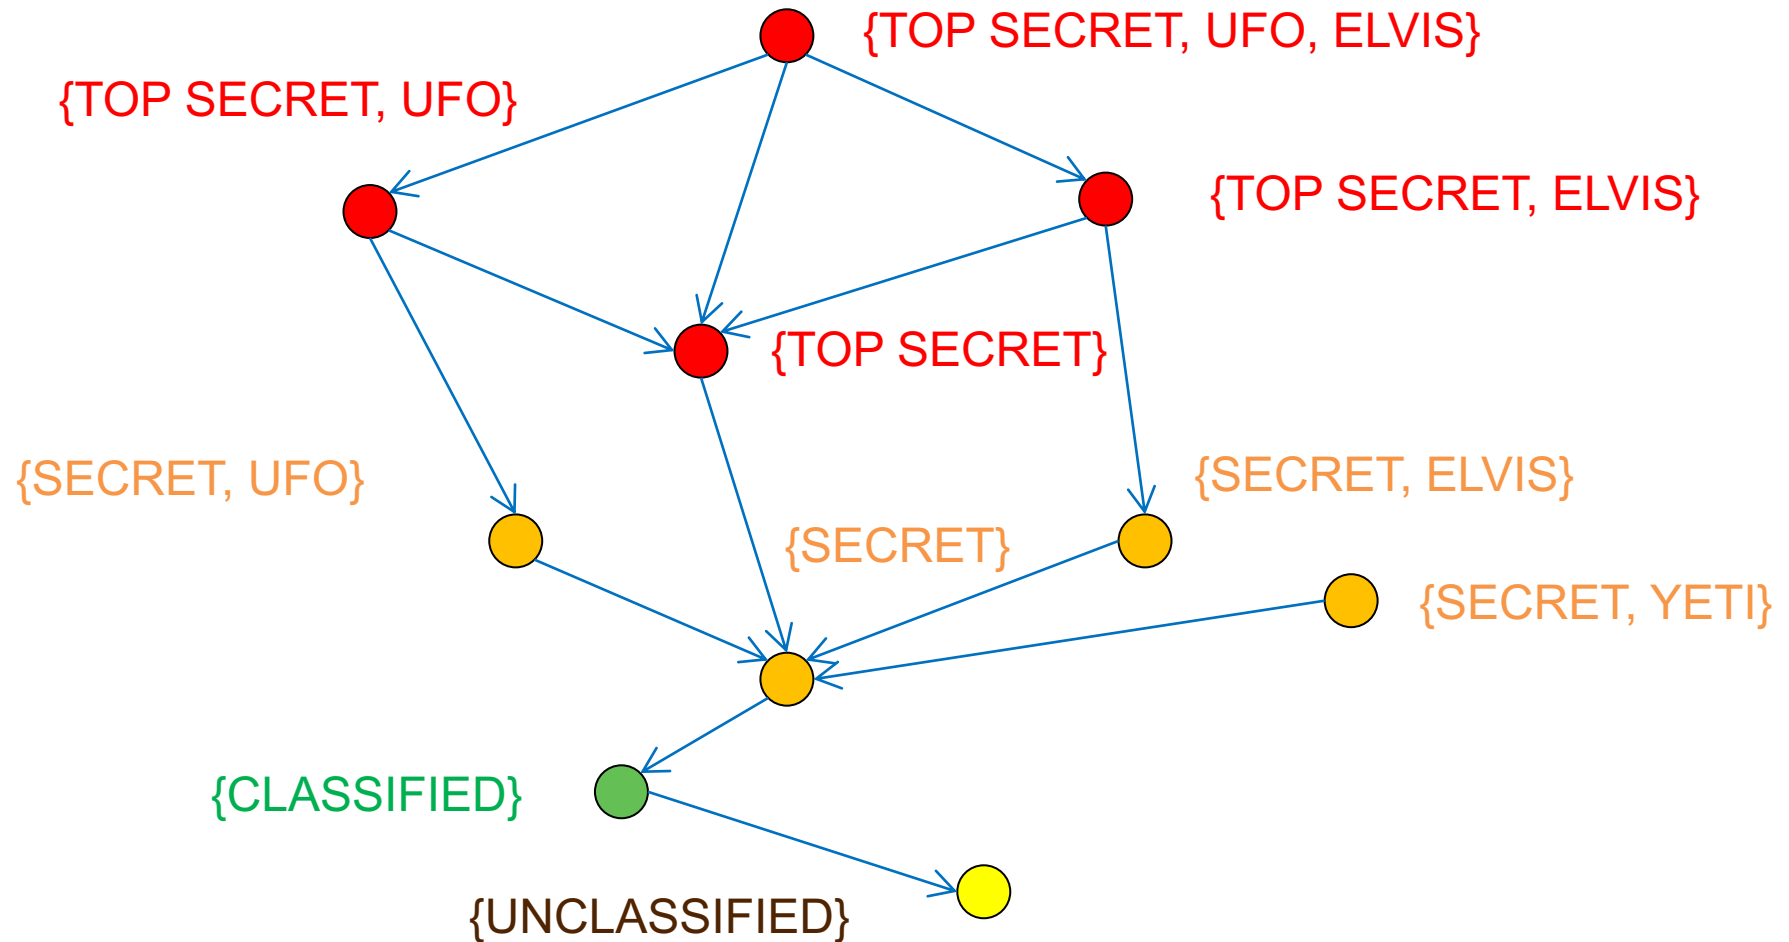 {TOP SECRET, UFO, ELVIS}
{TOP SECRET, UFO}
{TOP SECRET, ELVIS}
{TOP SECRET}
{SECRET, UFO}
{SECRET, ELVIS}
{SECRET}
{SECRET, YETI}
{CLASSIFIED}
{UNCLASSIFIED}